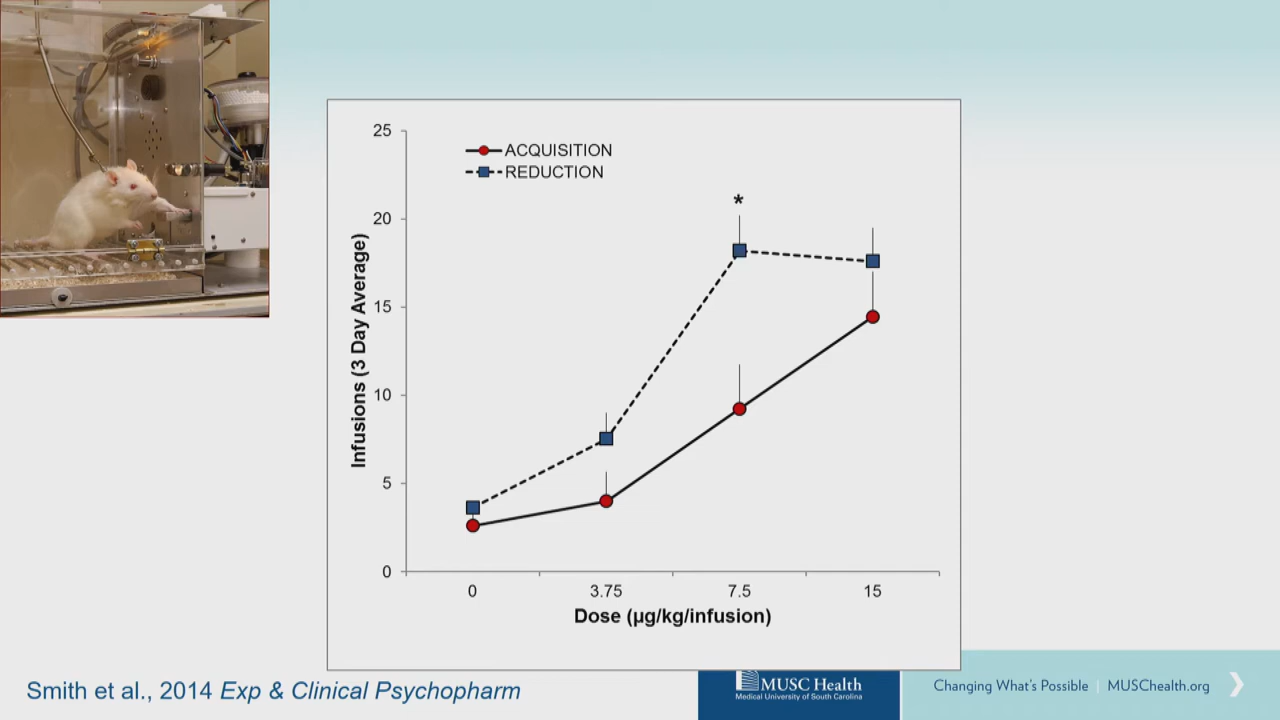 25
ACQUISITION
REDUCTION
*
20
15
10
5
0
Infusions (3 Day Average)
0 3.75 7.5 15
Dose (µg/kg/infusion)
Smith et al., 2014 Exp & Clinical Psychopharm
MUSC Health
Medical University of South Carolina
Changing What's Possible | MUSChealth.org